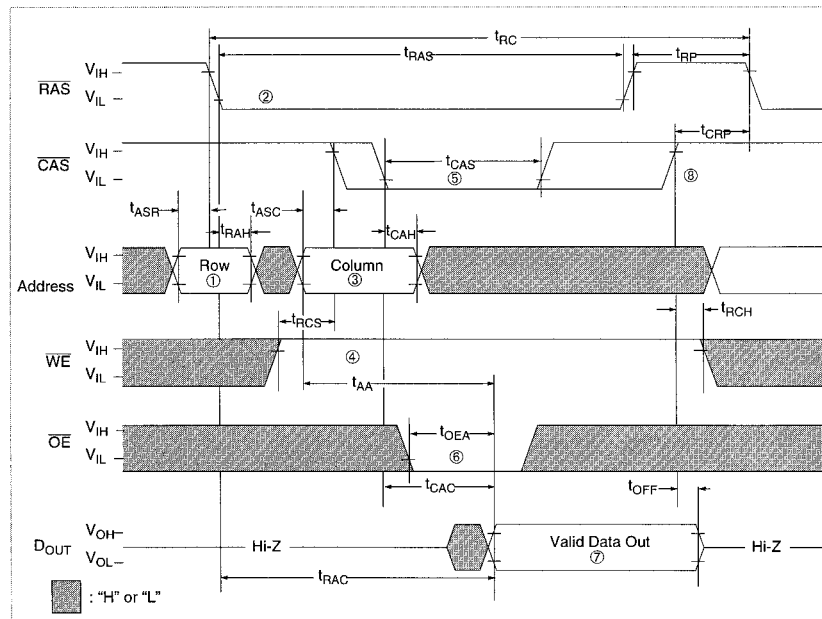 tRC
tRAS
tRP
RAS VIH
VIL
②
tCRP
CAS VIH
VIL
tCAS
⑤
⑧
tASR
tRAH
tASC
tCAH
Address VIH
VIL
Row
①
Column
③
tRCS
tRCH
WE VIH
VIL
④
tAA
OE VIH
VIL
tOEA
⑥
tCAC
tOFF
DOUT VOH
VOL
Hi-Z
Valid Data Out
⑦
Hi-Z
tRAC
: "H" or "L"